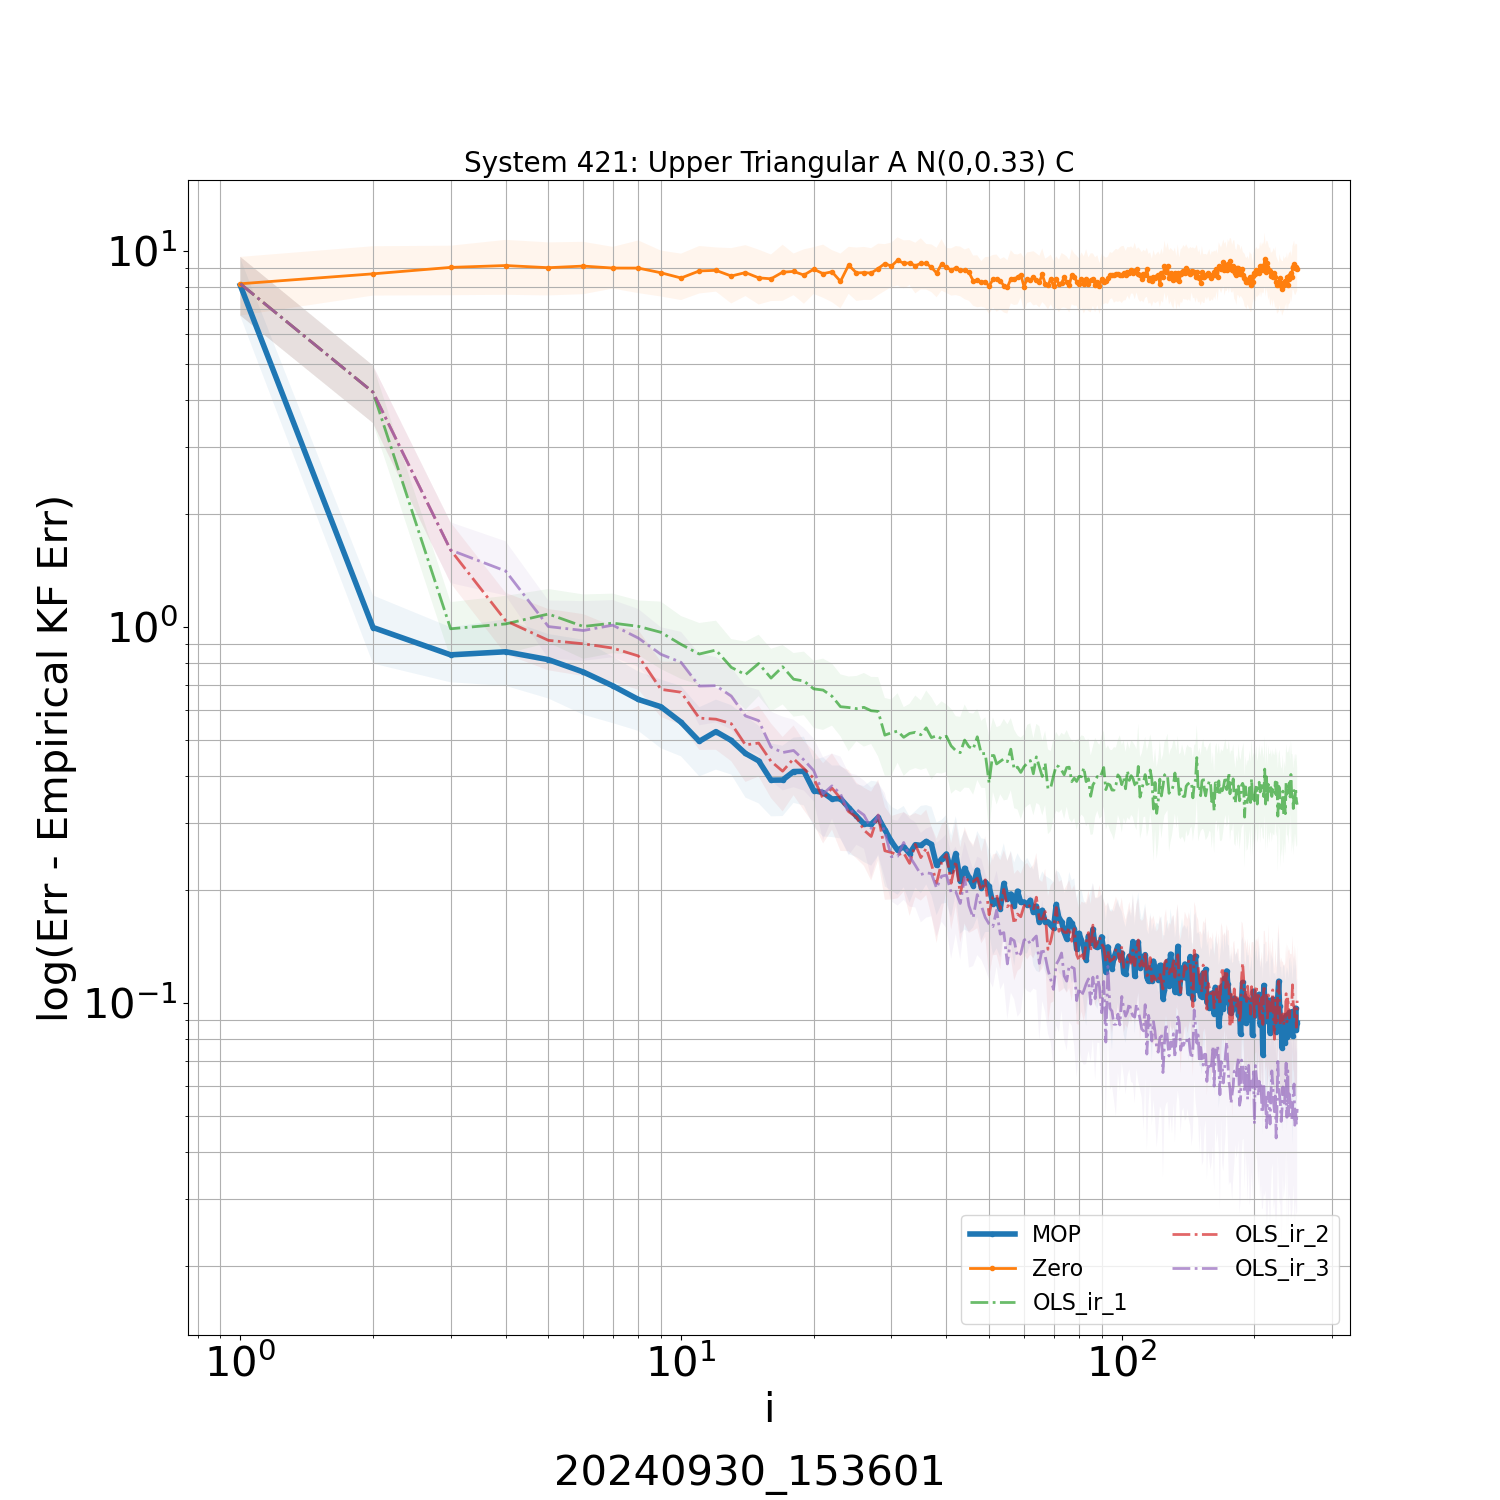 System 421: Upper Triangular A N(0,0.33) C
log(Err - Empirical KF Err)
10¹
10⁰
10⁻¹
MOP
Zero
OLS_ir_1
OLS_ir_2
OLS_ir_3
10⁰ 10¹ 10²
i
20240930_153601